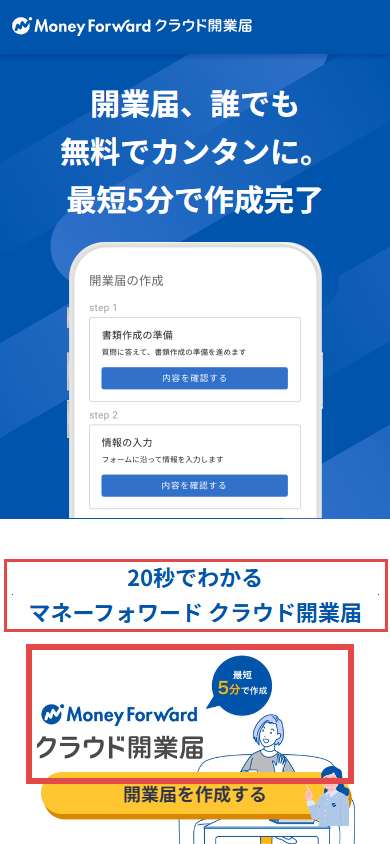 Money Forward クラウド開業届
開業届、誰でも
無料でカンタンに。
最短5分で作成完了
開業届の作成
step 1
書類作成の準備
質問に答えて、書類作成の準備を進めます
内容を確認する
step 2
情報の入力
フォームに沿って情報を入力します
内容を確認する
20秒でわかる
マネーフォワード クラウド開業届
最短
5分で作成
Money Forward
クラウド開業届
開業届を作成する